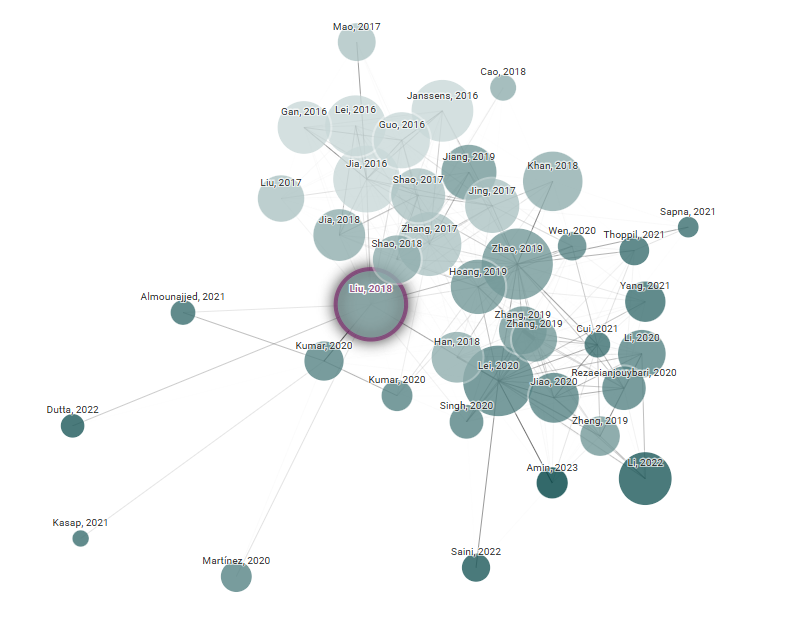 Mao, 2017
Cao, 2018
Janssens, 2016
Lei, 2016
Gan, 2016
Guo, 2016
Jiang, 2019
Jia, 2016
Khan, 2018
Shao, 2017
Liu, 2017
Jing, 2017
Sapna, 2021
Jia, 2018
Zhang, 2017
Wen, 2020
Thoppil, 2021
Shao, 2018
Zhao, 2019
Hoang, 2019
Yang, 2021
Liu, 2018
Almounajjed, 2021
Zhang, 2019
Zhang, 2019
Cui, 2021
Li, 2020
Han, 2018
Kumar, 2020
Lei, 2020
Rezaeianjouybari, 2020
Kumar, 2020
Jiao, 2020
Singh, 2020
Dutta, 2022
Zheng, 2019
Li, 2022
Amin, 2023
Kasap, 2021
Saini, 2022
Martínez, 2020